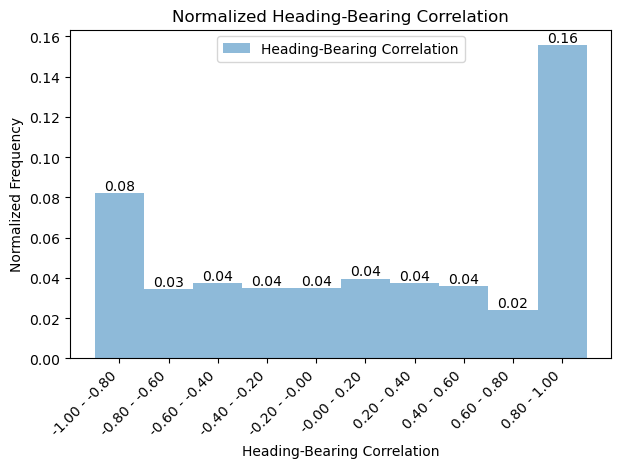 Normalized Heading-Bearing Correlation
Heading-Bearing Correlation
Normalized Frequency
0.16
0.14
0.12
0.10
0.08
0.06
0.04
0.02
0.00
0.08
0.03
0.04
0.04
0.04
0.04
0.04
0.04
0.02
0.16
-1.00 - -0.80
-0.80 - -0.60
-0.60 - -0.40
-0.40 - -0.20
-0.20 - -0.00
-0.00 - 0.20
0.20 - 0.40
0.40 - 0.60
0.60 - 0.80
0.80 - 1.00
Heading-Bearing Correlation